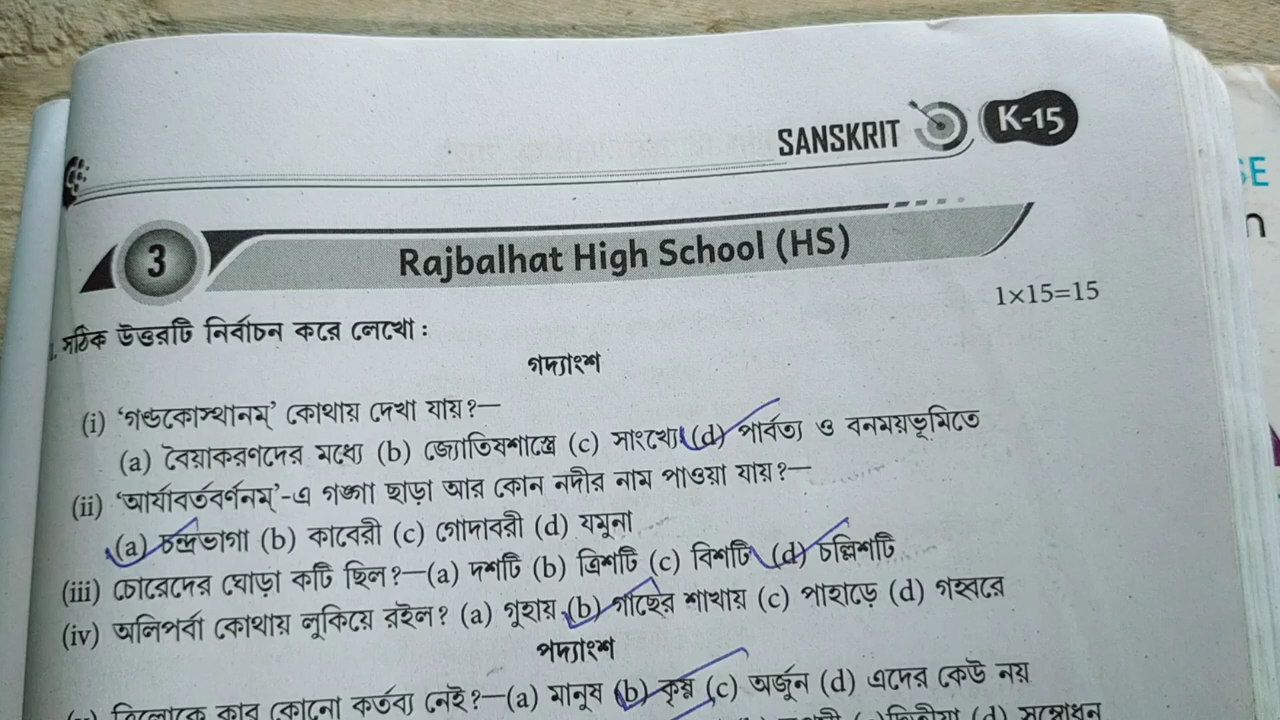 SANSKRIT K-15
3 Rajbalhat High School (HS)
1×15=15
সঠিক উত্তরটি নির্বাচন করে লেখো :
গদ্যাংশ
(i) ‘গণ্ডকোস্থানম্’ কোথায় দেখা যায়?—
(a) বৈয়াকরণদের মধ্যে (b) জ্যোতিষশাস্ত্রে (c) সাংখ্যে (d) পার্বত্য ও বনময়ভূমিতে
(ii) ‘আর্যাবর্তবর্ণনম্’-এ গঙ্গা ছাড়া আর কোন নদীর নাম পাওয়া যায়?—
(a) চন্দ্রভাগা (b) কাবেরী (c) গোদাবরী (d) যমুনা
(iii) চোরেদের ঘোড়া কটি ছিল?—(a) দশটি (b) ত্রিশটি (c) বিশটি (d) চল্লিশটি
(iv) অলিপর্বা কোথায় লুকিয়ে রইল? (a) গুহায় (b) গাছের শাখায় (c) পাহাড়ে (d) গহ্বরে
পদ্যাংশ
ত্রিলোকে কার কোনো কর্তব্য নেই?—(a) মানুষ (b) কৃষ্ণ (c) অর্জুন (d) এদের কেউ নয়
(d) সম্বোধন